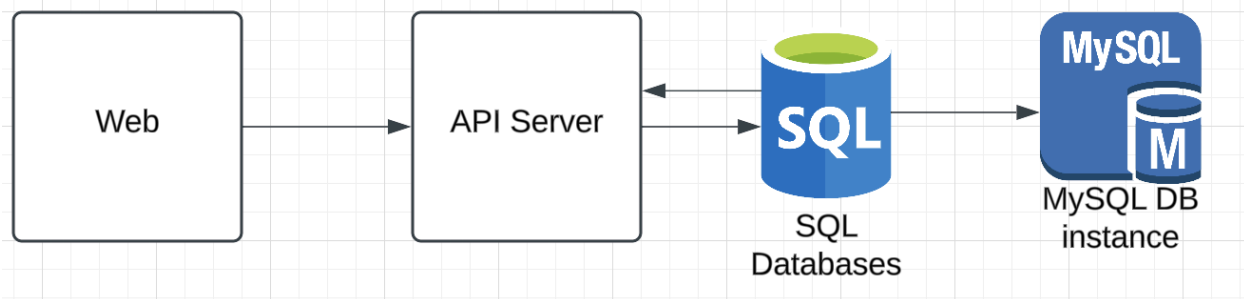 Web
API Server
SQL
SQL
Databases
MySQL
M
MySQL DB
instance